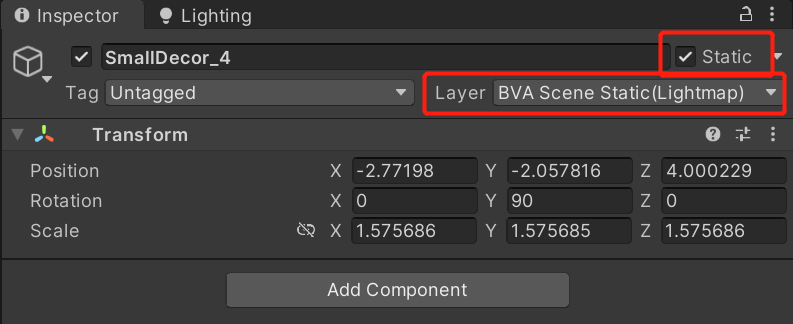 Inspector Lighting
SmallDecor_4 Static
Tag Untagged Layer BVA Scene Static(Lightmap)
Transform
Position X -2.77198 Y -2.057816 Z 4.000229
Rotation X 0 Y 90 Z 0
Scale X 1.575686 Y 1.575685 Z 1.575686
Add Component